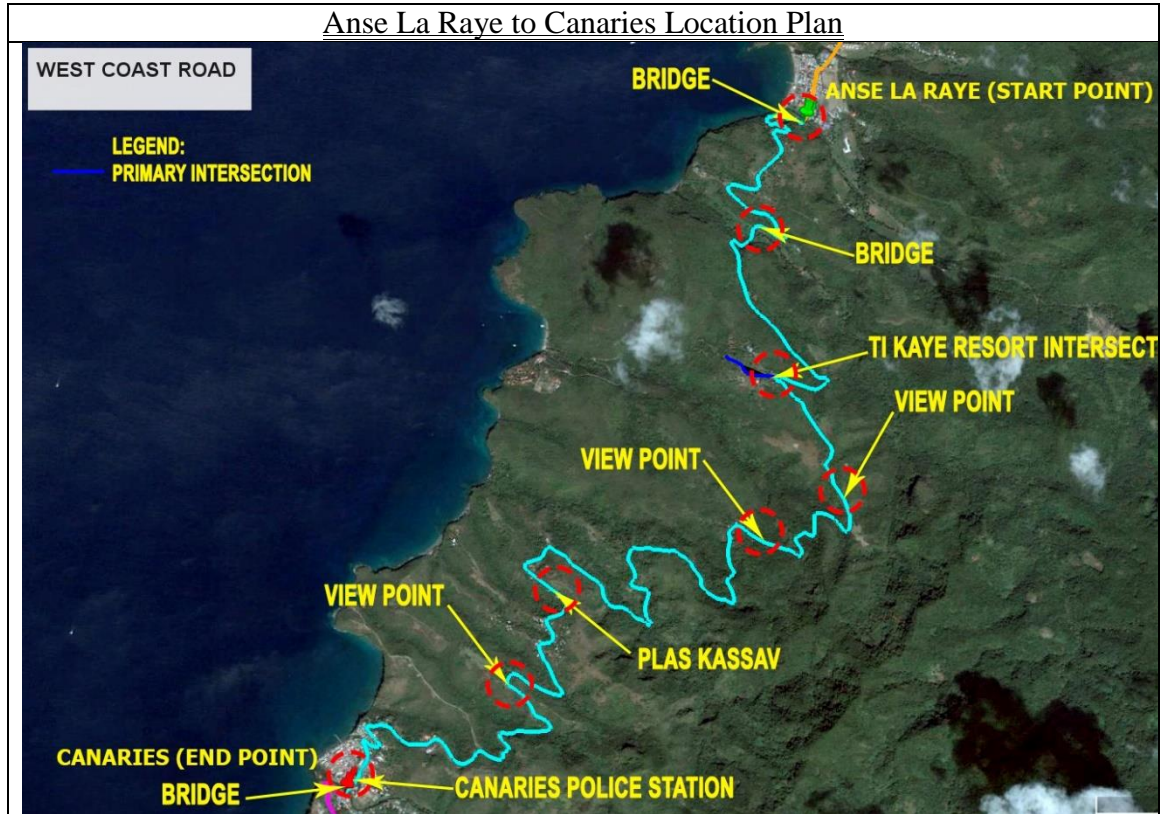 Anse La Raye to Canaries Location Plan
WEST COAST ROAD
LEGEND:
PRIMARY INTERSECTION
BRIDGE
ANSE LA RAYE (START POINT)
BRIDGE
TI KAYE RESORT INTERSECT
VIEW POINT
VIEW POINT
VIEW POINT
PLAS KASSAV
CANARIES (END POINT)
BRIDGE
CANARIES POLICE STATION